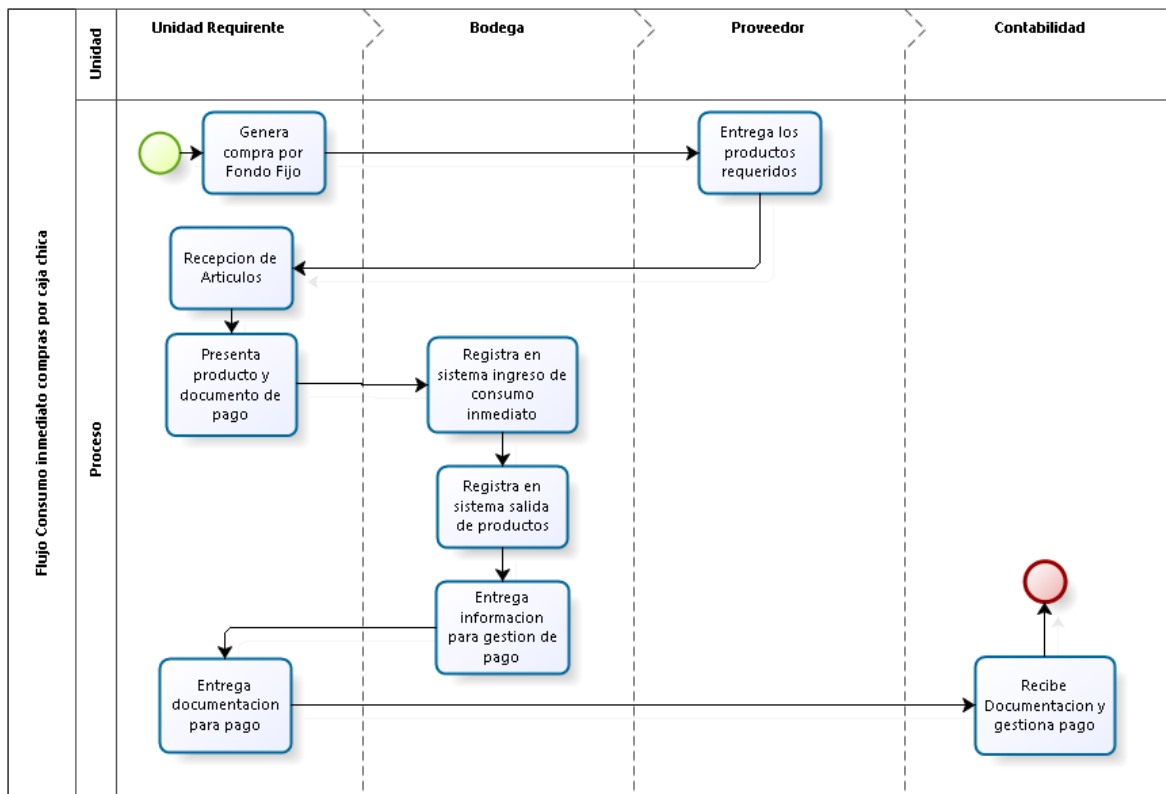 Flujo Consumo inmediato compras por caja chica
Unidad
Unidad Requirente
Bodega
Proveedor
Contabilidad
Proceso
Genera
compra por
Fondo Fijo
Entrega los
productos
requeridos
Recepcion de
Articulos
Presenta
producto y
documento de
pago
Registra en
sistema ingreso de
consumo
inmediato
Registra en
sistema salida
de productos
Entrega
informacion
para gestion de
pago
Entrega
documentacion
para pago
Recibe
Documentacion y
gestiona pago